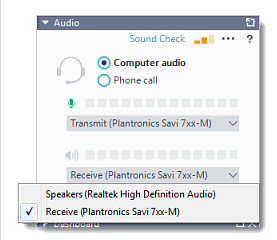 Audio
Sound Check ... ?
Computer audio
Phone call
Transmit (Plantronics Savi 7xx-M)
Receive (Plantronics Savi 7xx-M)
Speakers (Realtek High Definition Audio)
Receive (Plantronics Savi 7xx-M)
Dashboard